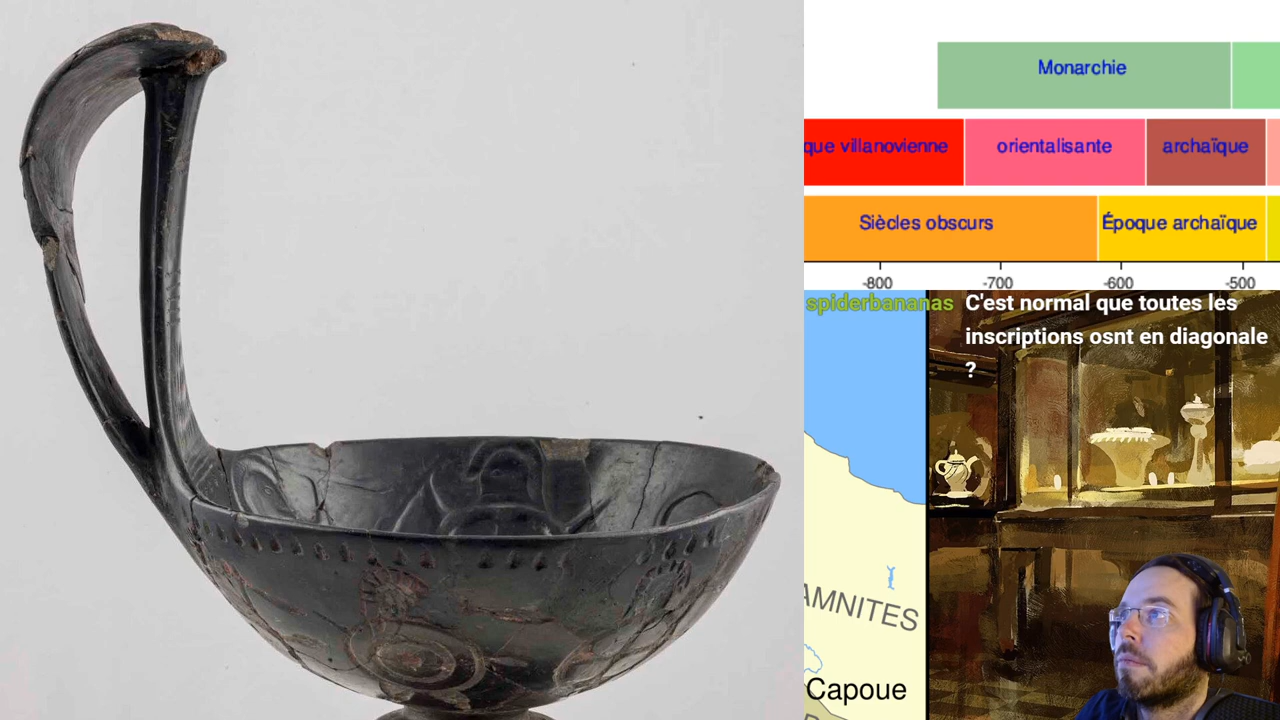 Monarchie
que villanovienne orientalisante archaïque
Siècles obscurs Époque archaïque
-800 -700 -600 -500
spiderbananas C'est normal que toutes les
inscriptions osnt en diagonale
?
AMNITES
Capoue